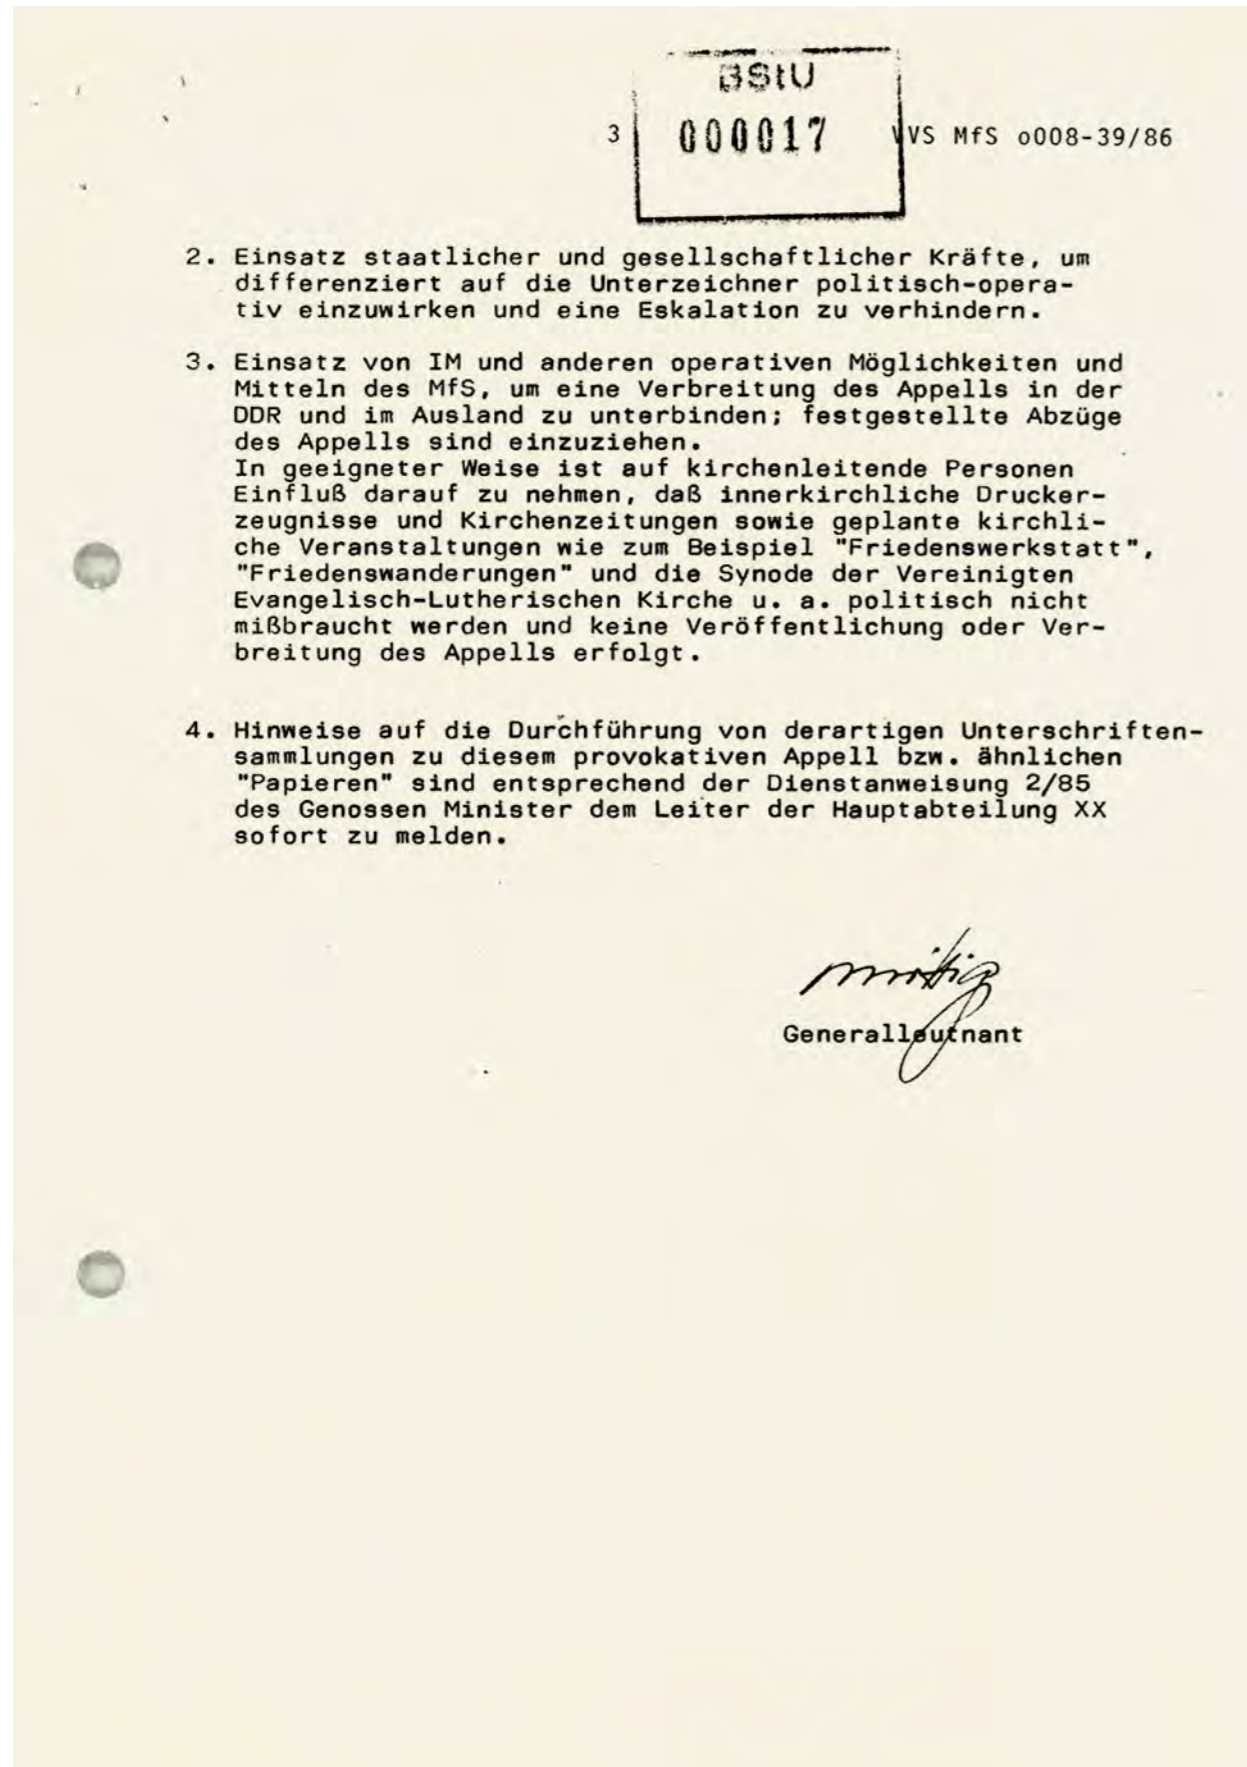 BStU
3 000017 VVS MfS o008-39/86
2. Einsatz staatlicher und gesellschaftlicher Kräfte, um
differenziert auf die Unterzeichner politisch-opera-
tiv einzuwirken und eine Eskalation zu verhindern.
3. Einsatz von IM und anderen operativen Möglichkeiten und
Mitteln des MfS, um eine Verbreitung des Appells in der
DDR und im Ausland zu unterbinden; festgestellte Abzüge
des Appells sind einzuziehen.
In geeigneter Weise ist auf kirchenleitende Personen
Einfluß darauf zu nehmen, daß innerkirchliche Drucker-
zeugnisse und Kirchenzeitungen sowie geplante kirchli-
che Veranstaltungen wie zum Beispiel "Friedenswerkstatt",
"Friedenswanderungen" und die Synode der Vereinigten
Evangelisch-Lutherischen Kirche u. a. politisch nicht
mißbraucht werden und keine Veröffentlichung oder Ver-
breitung des Appells erfolgt.
4. Hinweise auf die Durchführung von derartigen Unterschriften-
sammlungen zu diesem provokativen Appell bzw. ähnlichen
"Papieren" sind entsprechend der Dienstanweisung 2/85
des Genossen Minister dem Leiter der Hauptabteilung XX
sofort zu melden.
Mittig
Generalleutnant